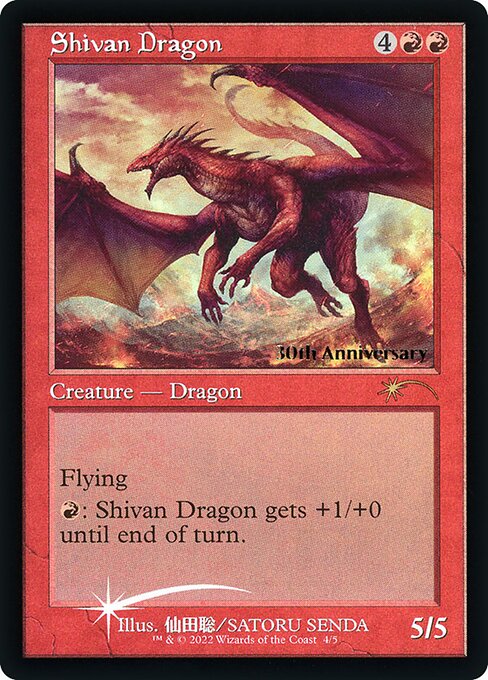 Shivan Dragon 4
30th Anniversary
Creature — Dragon
Flying
: Shivan Dragon gets +1/+0
until end of turn.
Illus. 仙田聡/SATORU SENDA
™ & © 2022 Wizards of the Coast 4/5
5/5